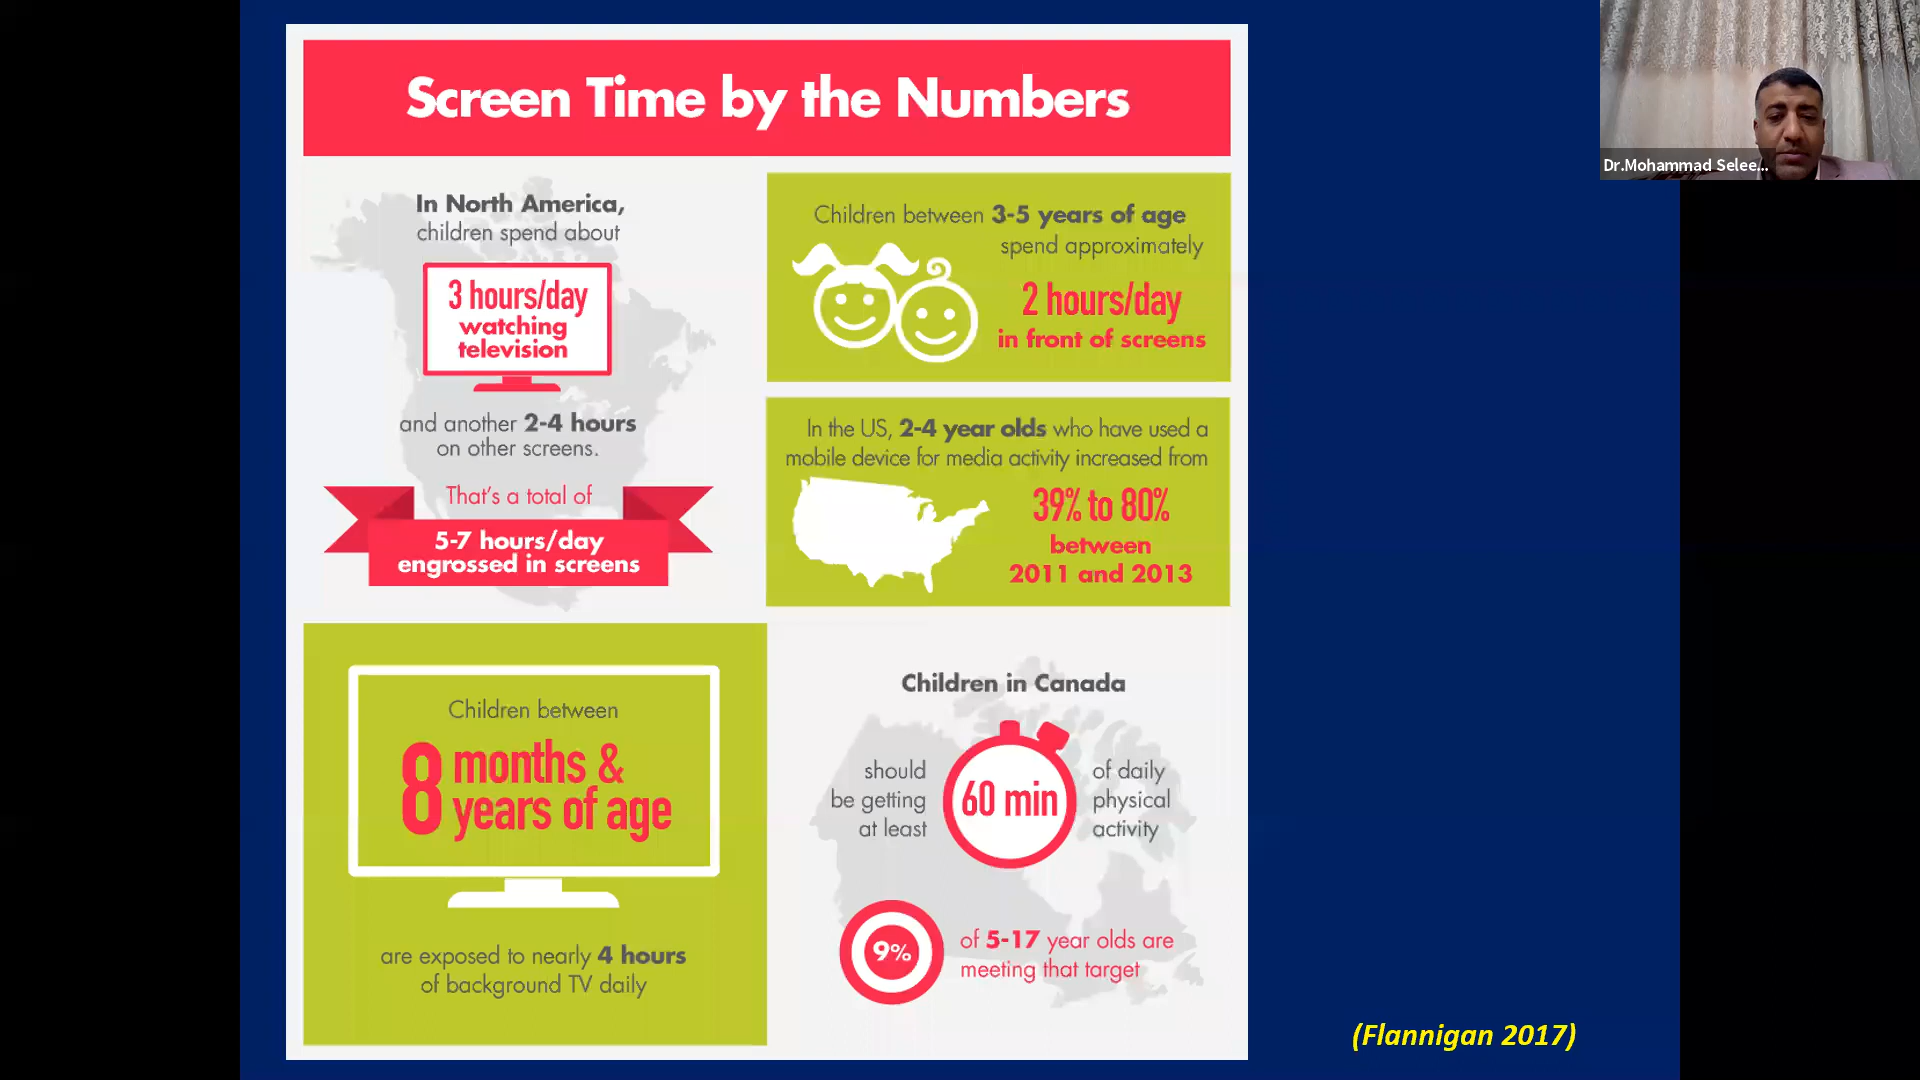 Screen Time by the Numbers
In North America,
children spend about
3 hours/day
watching
television
and another 2-4 hours
on other screens.
That's a total of
5-7 hours/day
engrossed in screens
Children between 3-5 years of age
spend approximately
2 hours/day
in front of screens
In the US, 2-4 year olds who have used a
mobile device for media activity increased from
39% to 80%
between
2011 and 2013
Children between
8 months &
years of age
are exposed to nearly 4 hours
of background TV daily
Children in Canada
should
be getting
at least
60 min
of daily
physical
activity
9%
of 5-17 year olds are
meeting that target
(Flannigan 2017)
Dr.Mohammad Selee...